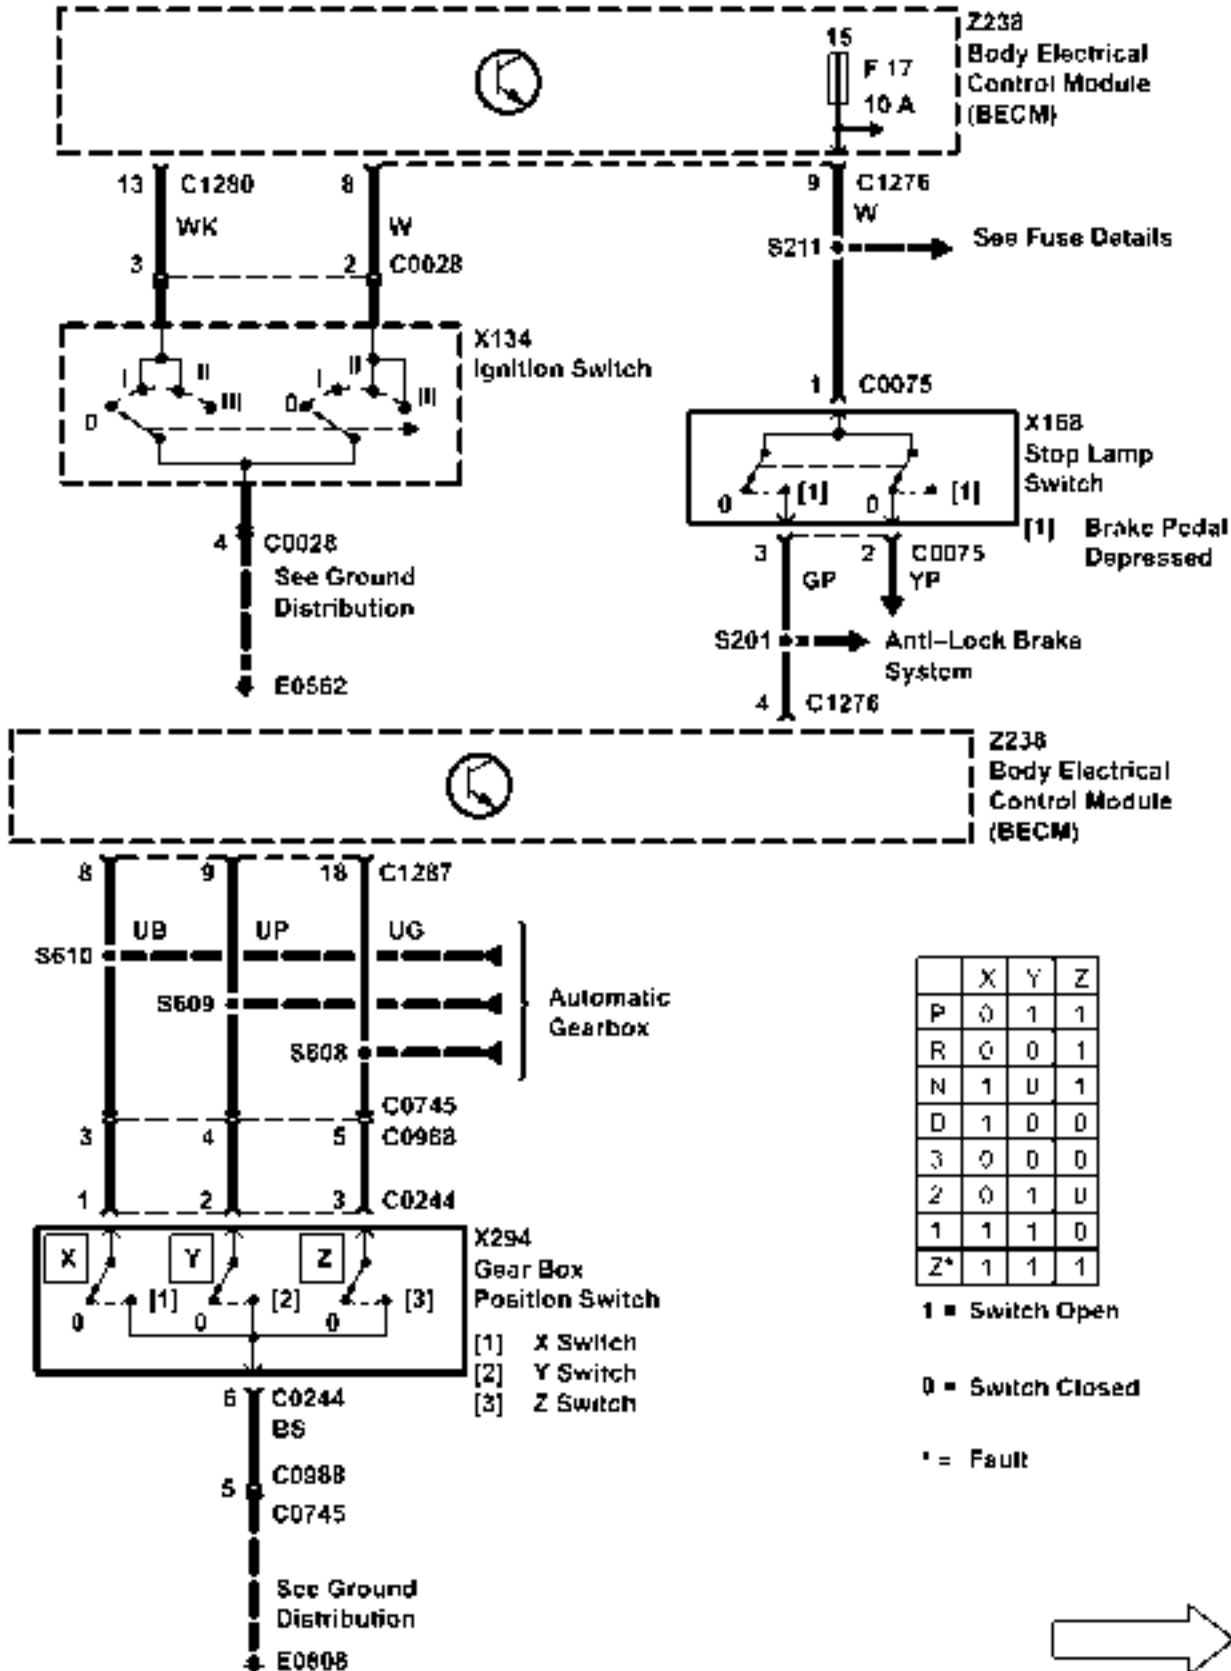 Z238
Body Electrical
Control Module
(BECM)
15
F 17
10 A
13 C1280 8 9 C1276
WK W W
S211 See Fuse Details
3 2 C0028
X134
Ignition Switch
I II III 0
I II III 0
1 C0075
X168
Stop Lamp
Switch
0 [1] 0 [1]
[1] Brake Pedal
Depressed
4 C0028
See Ground
Distribution
E0562
3 2 C0075
GP YP
S201 Anti-Lock Brake
System
4 C1276
Z238
Body Electrical
Control Module
(BECM)
8 9 18 C1287
UB UP UG
S610
S609
S608
Automatic
Gearbox
C0745
3 4 5 C0988
1 2 3 C0244
X Y Z
0 [1] 0 [2] 0 [3]
X294
Gear Box
Position Switch
[1] X Switch
[2] Y Switch
[3] Z Switch
6 C0244
BS
5 C0988
C0745
See Ground
Distribution
E0808
X Y Z
P 0 1 1
R 0 0 1
N 1 0 1
D 1 0 0
3 0 0 0
2 0 1 0
1 1 1 0
Z* 1 1 1
1 = Switch Open
0 = Switch Closed
* = Fault